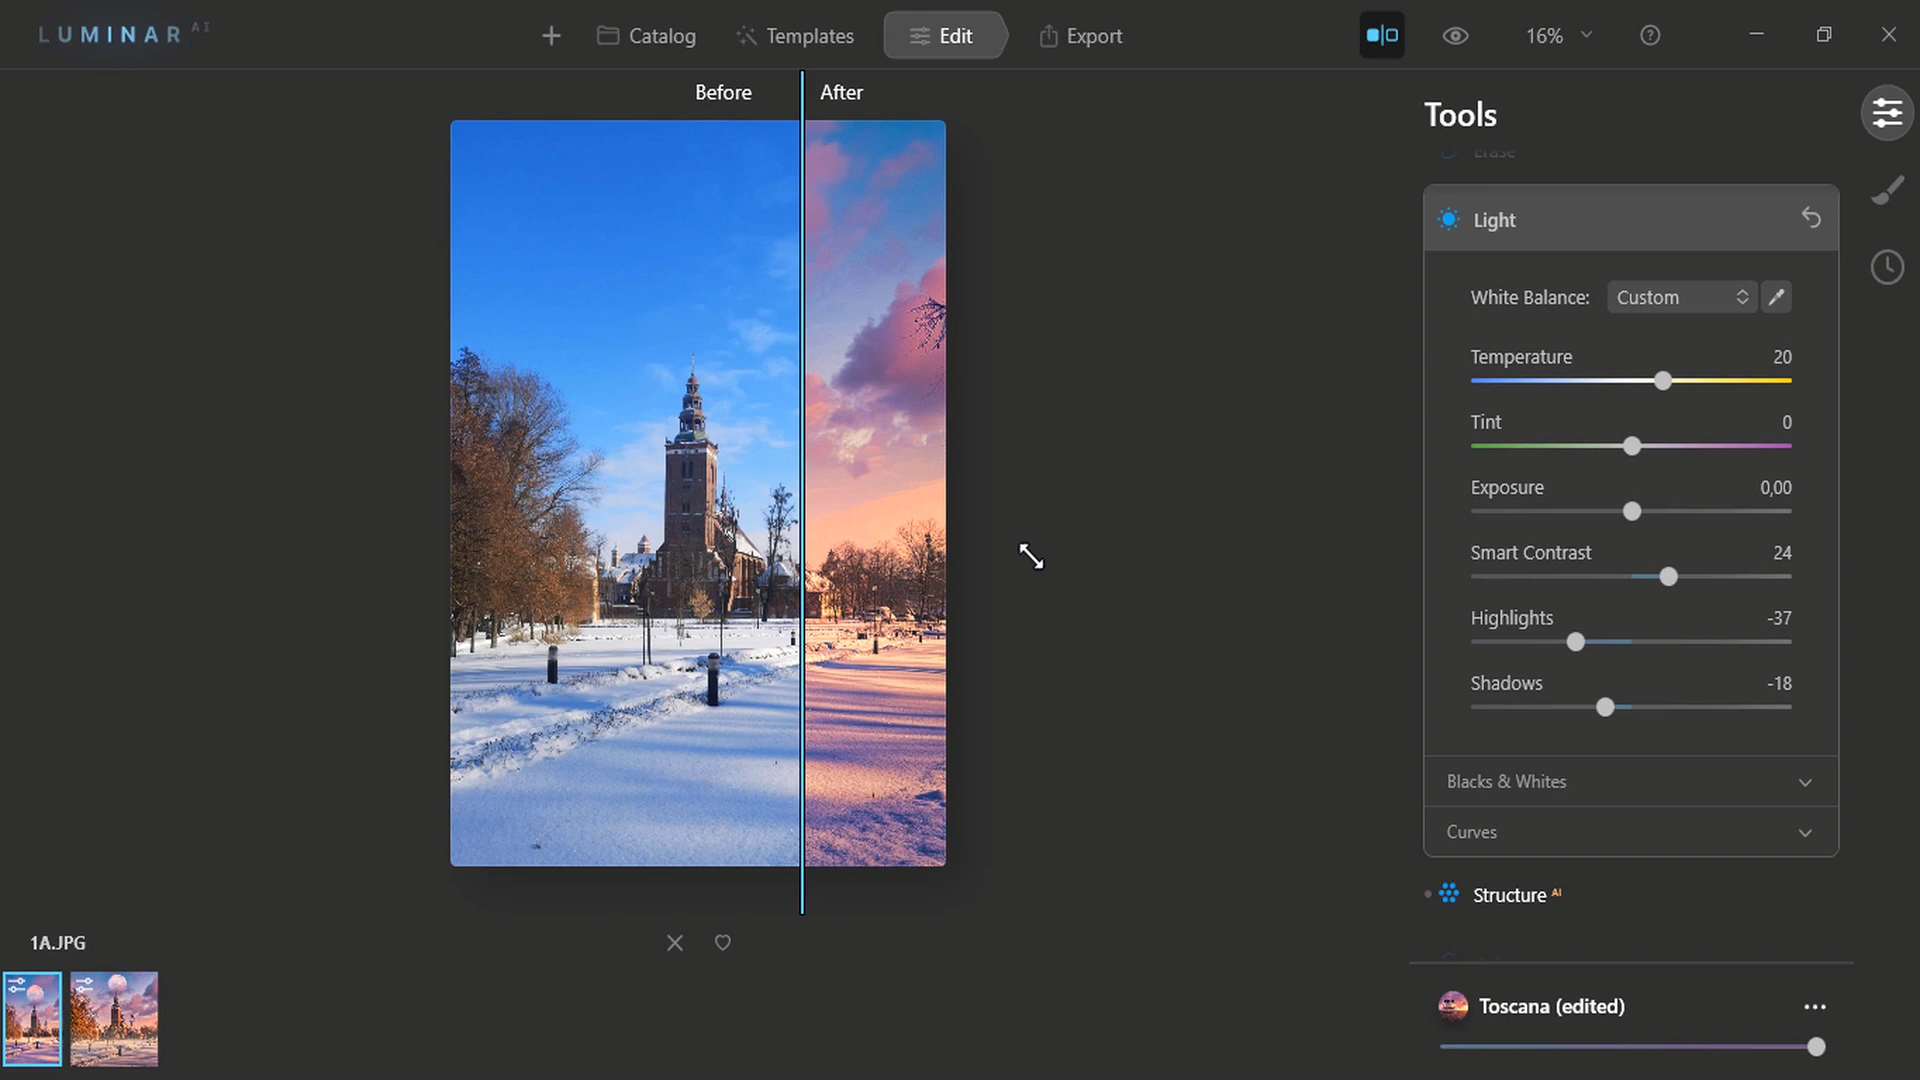 LUMINAR AI
Catalog
Templates
Edit
Export
16%
?
Before
After
Tools
Erase
Light
White Balance: Custom
Temperature 20
Tint 0
Exposure 0,00
Smart Contrast 24
Highlights -37
Shadows -18
Blacks & Whites
Curves
Structure AI
1A.JPG
Toscana (edited)